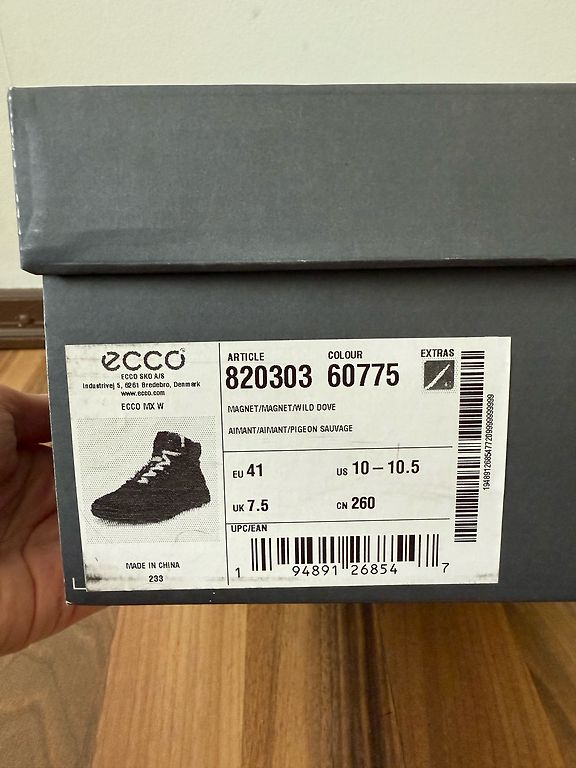 ecco
ECCO SKO A/S
Industrivej 5, 6261 Bredebro, Denmark
www.ecco.com
ECCO MX W
MADE IN CHINA
233
ARTICLE COLOUR EXTRAS
820303 60775
MAGNET/MAGNET/WILD DOVE
AIMANT/AIMANT/PIGEON SAUVAGE
EU 41 US 10-10.5
UK 7.5 CN 260
UPC/EAN
1 94891 26854 7